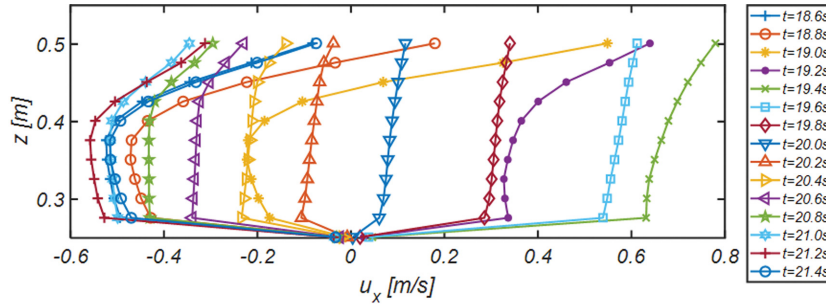 0.5
0.4
0.3
z [m]
-0.6
-0.4
-0.2
0
0.2
0.4
0.6
0.8
u_x [m/s]
t=18.6s
t=18.8s
t=19.0s
t=19.2s
t=19.4s
t=19.6s
t=19.8s
t=20.0s
t=20.2s
t=20.4s
t=20.6s
t=20.8s
t=21.0s
t=21.2s
t=21.4s